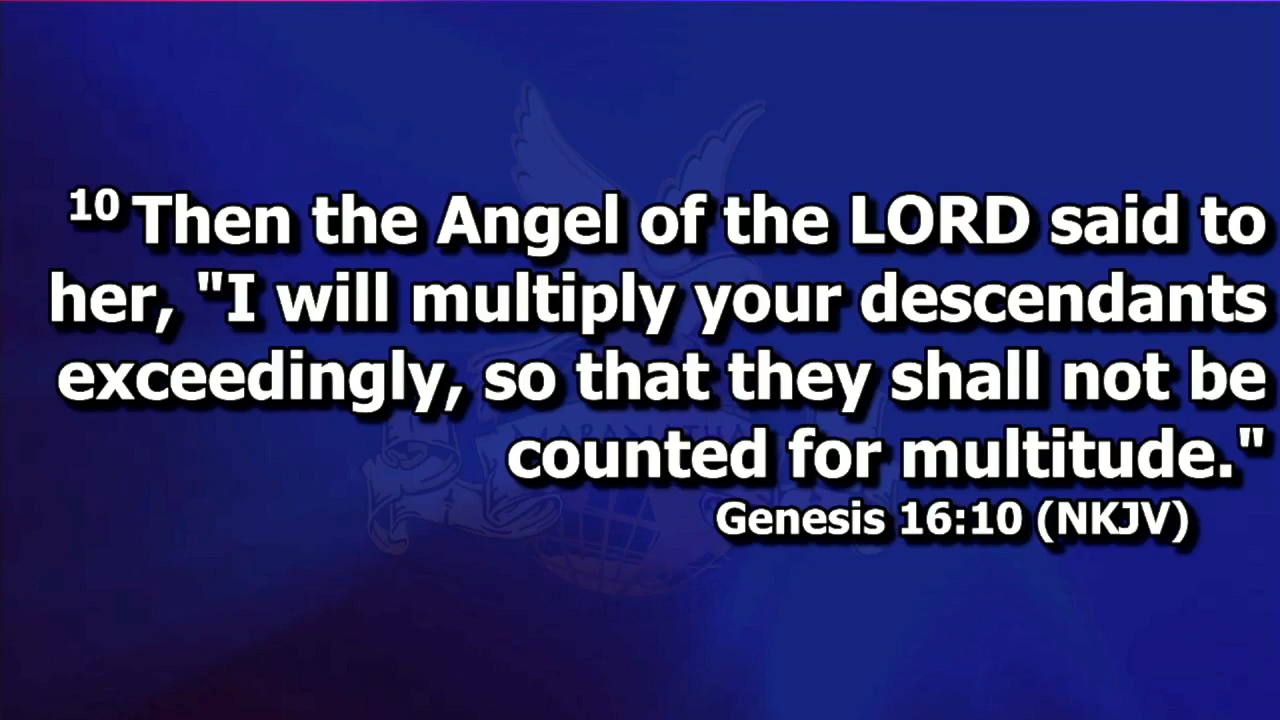 10 Then the Angel of the LORD said to
her, "I will multiply your descendants
exceedingly, so that they shall not be
counted for multitude."
Genesis 16:10 (NKJV)
MARANATHA